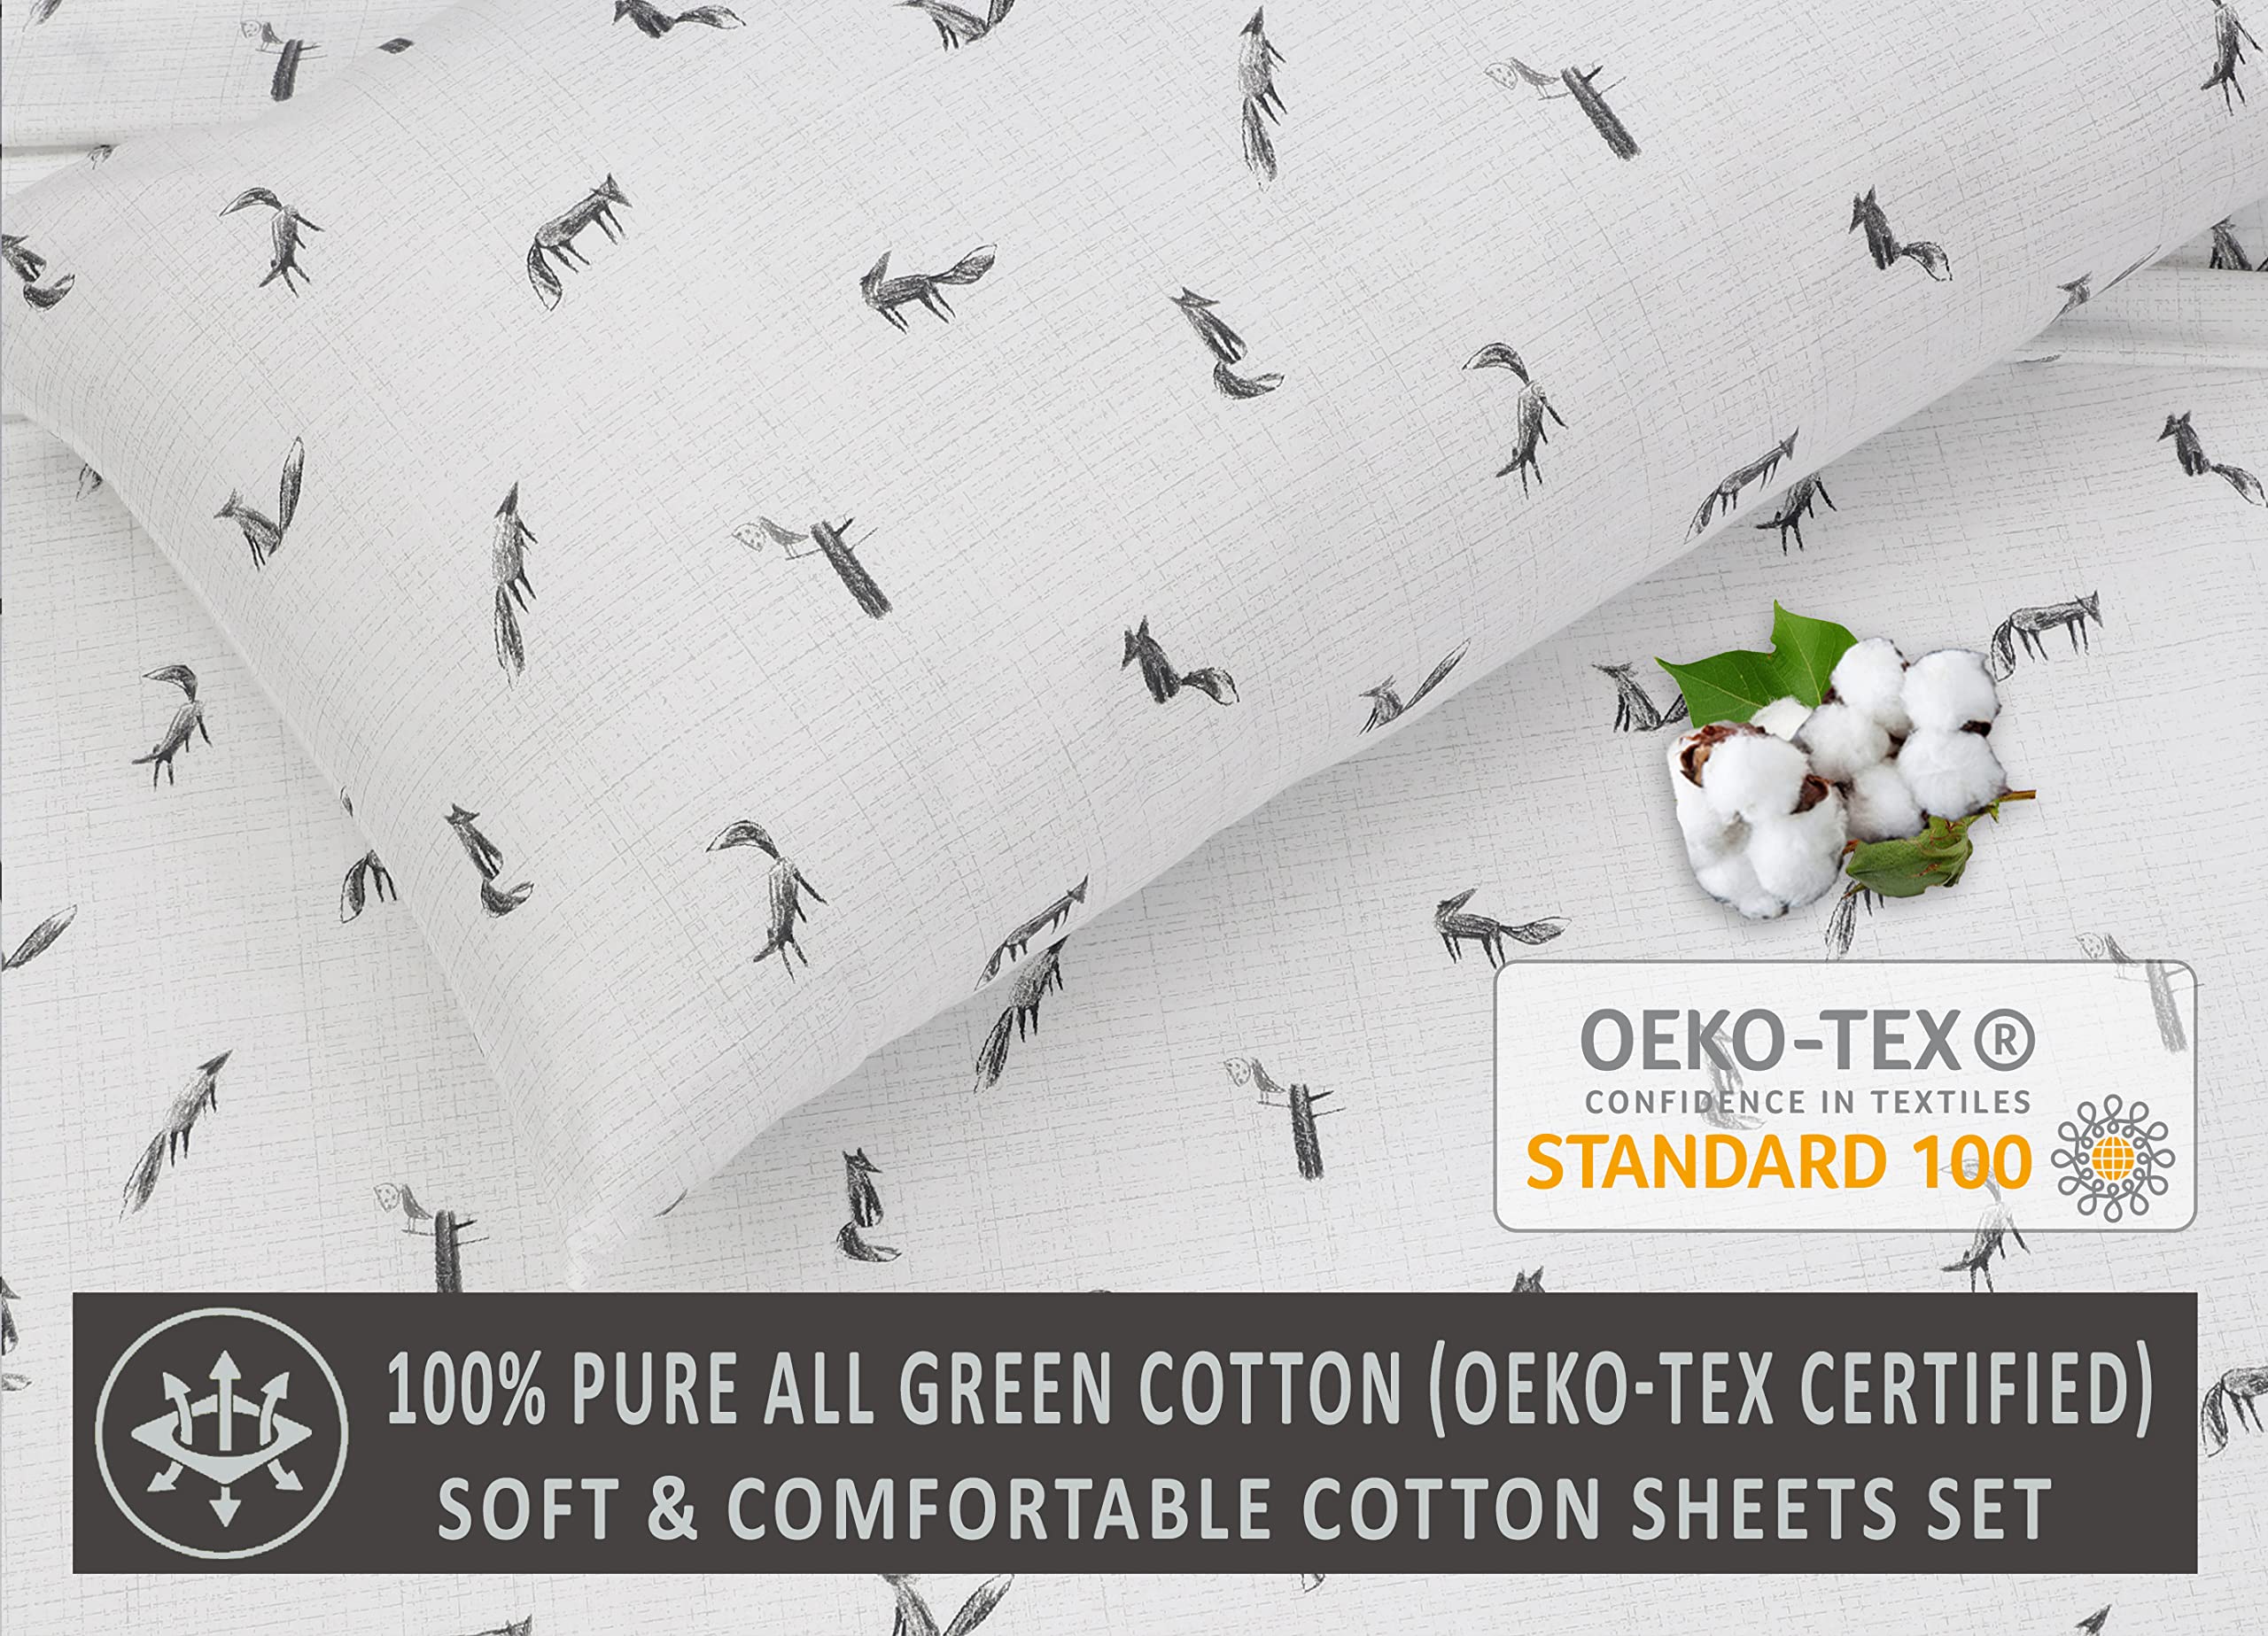 OEKO-TEX®
CONFIDENCE IN TEXTILES
STANDARD 100
100% PURE ALL GREEN COTTON (OEKO-TEX CERTIFIED)
SOFT & COMFORTABLE COTTON SHEETS SET